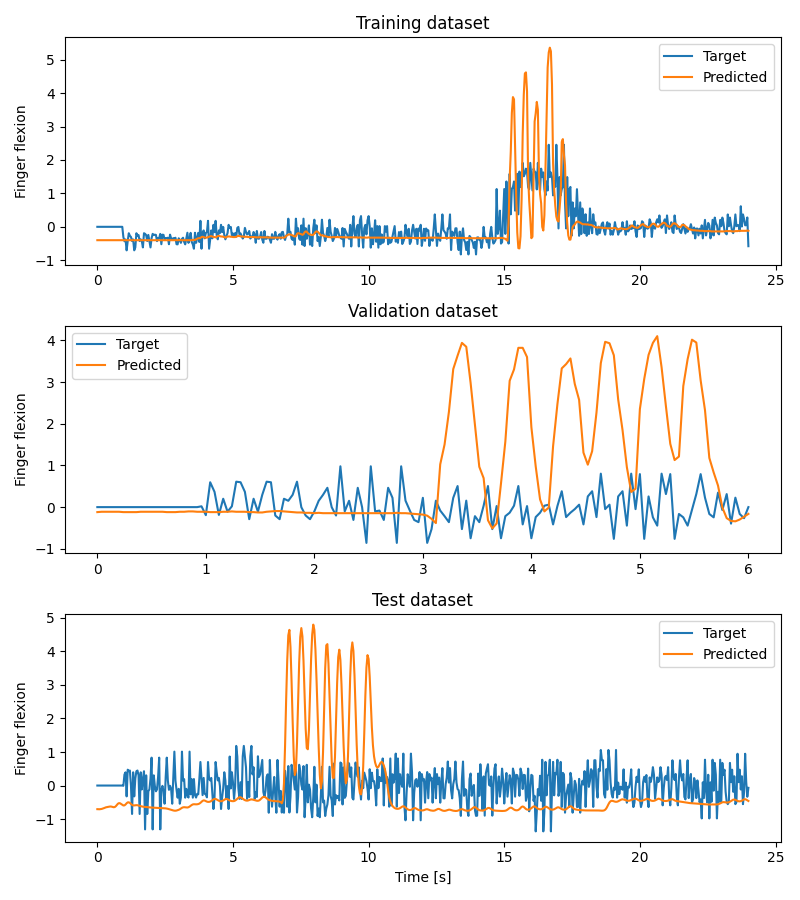 Training dataset
Finger flexion
5
4
3
2
1
0
−1
Target
Predicted
0 5 10 15 20 25
Validation dataset
Finger flexion
4
3
2
1
0
−1
Target
Predicted
0 1 2 3 4 5 6
Test dataset
Finger flexion
5
4
3
2
1
0
−1
Target
Predicted
0 5 10 15 20 25
Time [s]